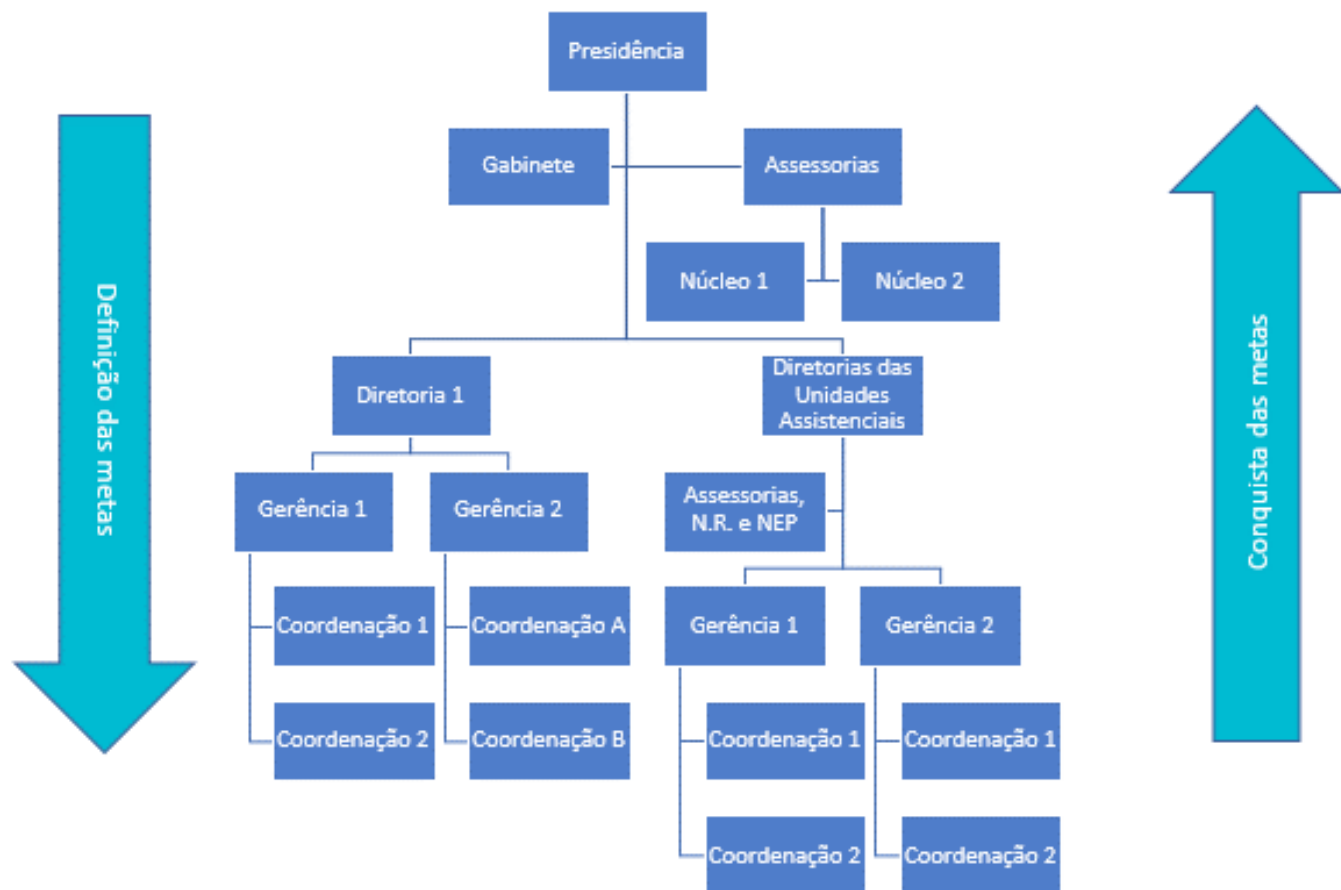 Presidência
Gabinete
Assessorias
Núcleo 1
Núcleo 2
Definição das metas
Conquista das metas
Diretoria 1
Diretorias das
Unidades
Assistenciais
Gerência 1
Gerência 2
Assessorias,
N.R. e NEP
Coordenação 1
Coordenação A
Gerência 1
Gerência 2
Coordenação 2
Coordenação B
Coordenação 1
Coordenação 1
Coordenação 2
Coordenação 2